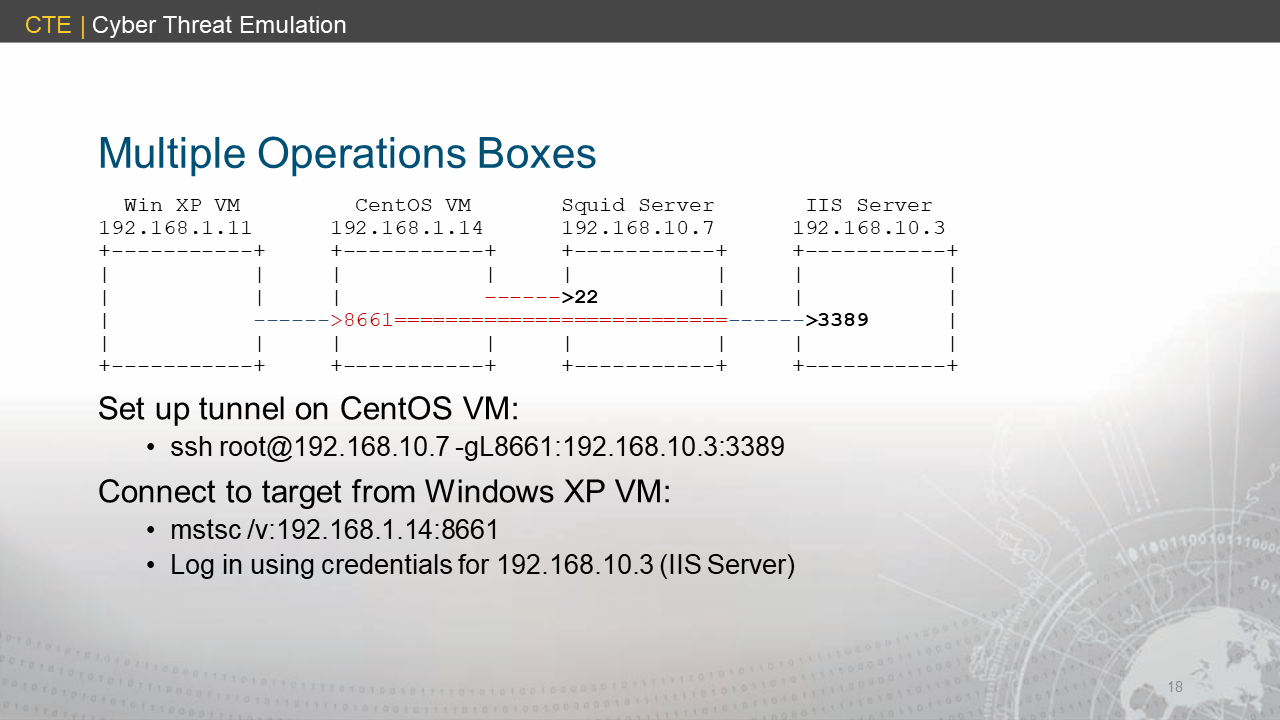 CTE | Cyber Threat Emulation
Multiple Operations Boxes
  Win XP VM         CentOS VM       Squid Server       IIS Server
192.168.1.11      192.168.1.14      192.168.10.7      192.168.10.3
+-----------+     +-----------+     +-----------+     +-----------+
|           |     |           |     |           |     |           |
|           |     |           ------>22         |     |           |
|           ------>8661==========================------>3389      |
|           |     |           |     |           |     |           |
+-----------+     +-----------+     +-----------+     +-----------+
Set up tunnel on CentOS VM:
• ssh root@192.168.10.7 -gL8661:192.168.10.3:3389
Connect to target from Windows XP VM:
• mstsc /v:192.168.1.14:8661
• Log in using credentials for 192.168.10.3 (IIS Server)
18